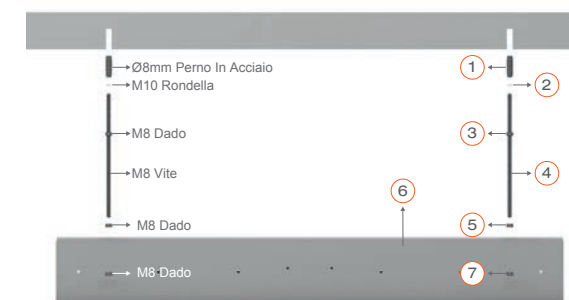 Ø8mm Perno In Acciaio
1
M10 Rondella
2
M8 Dado
3
M8 Vite
4
6
M8 Dado
5
M8 Dado
7